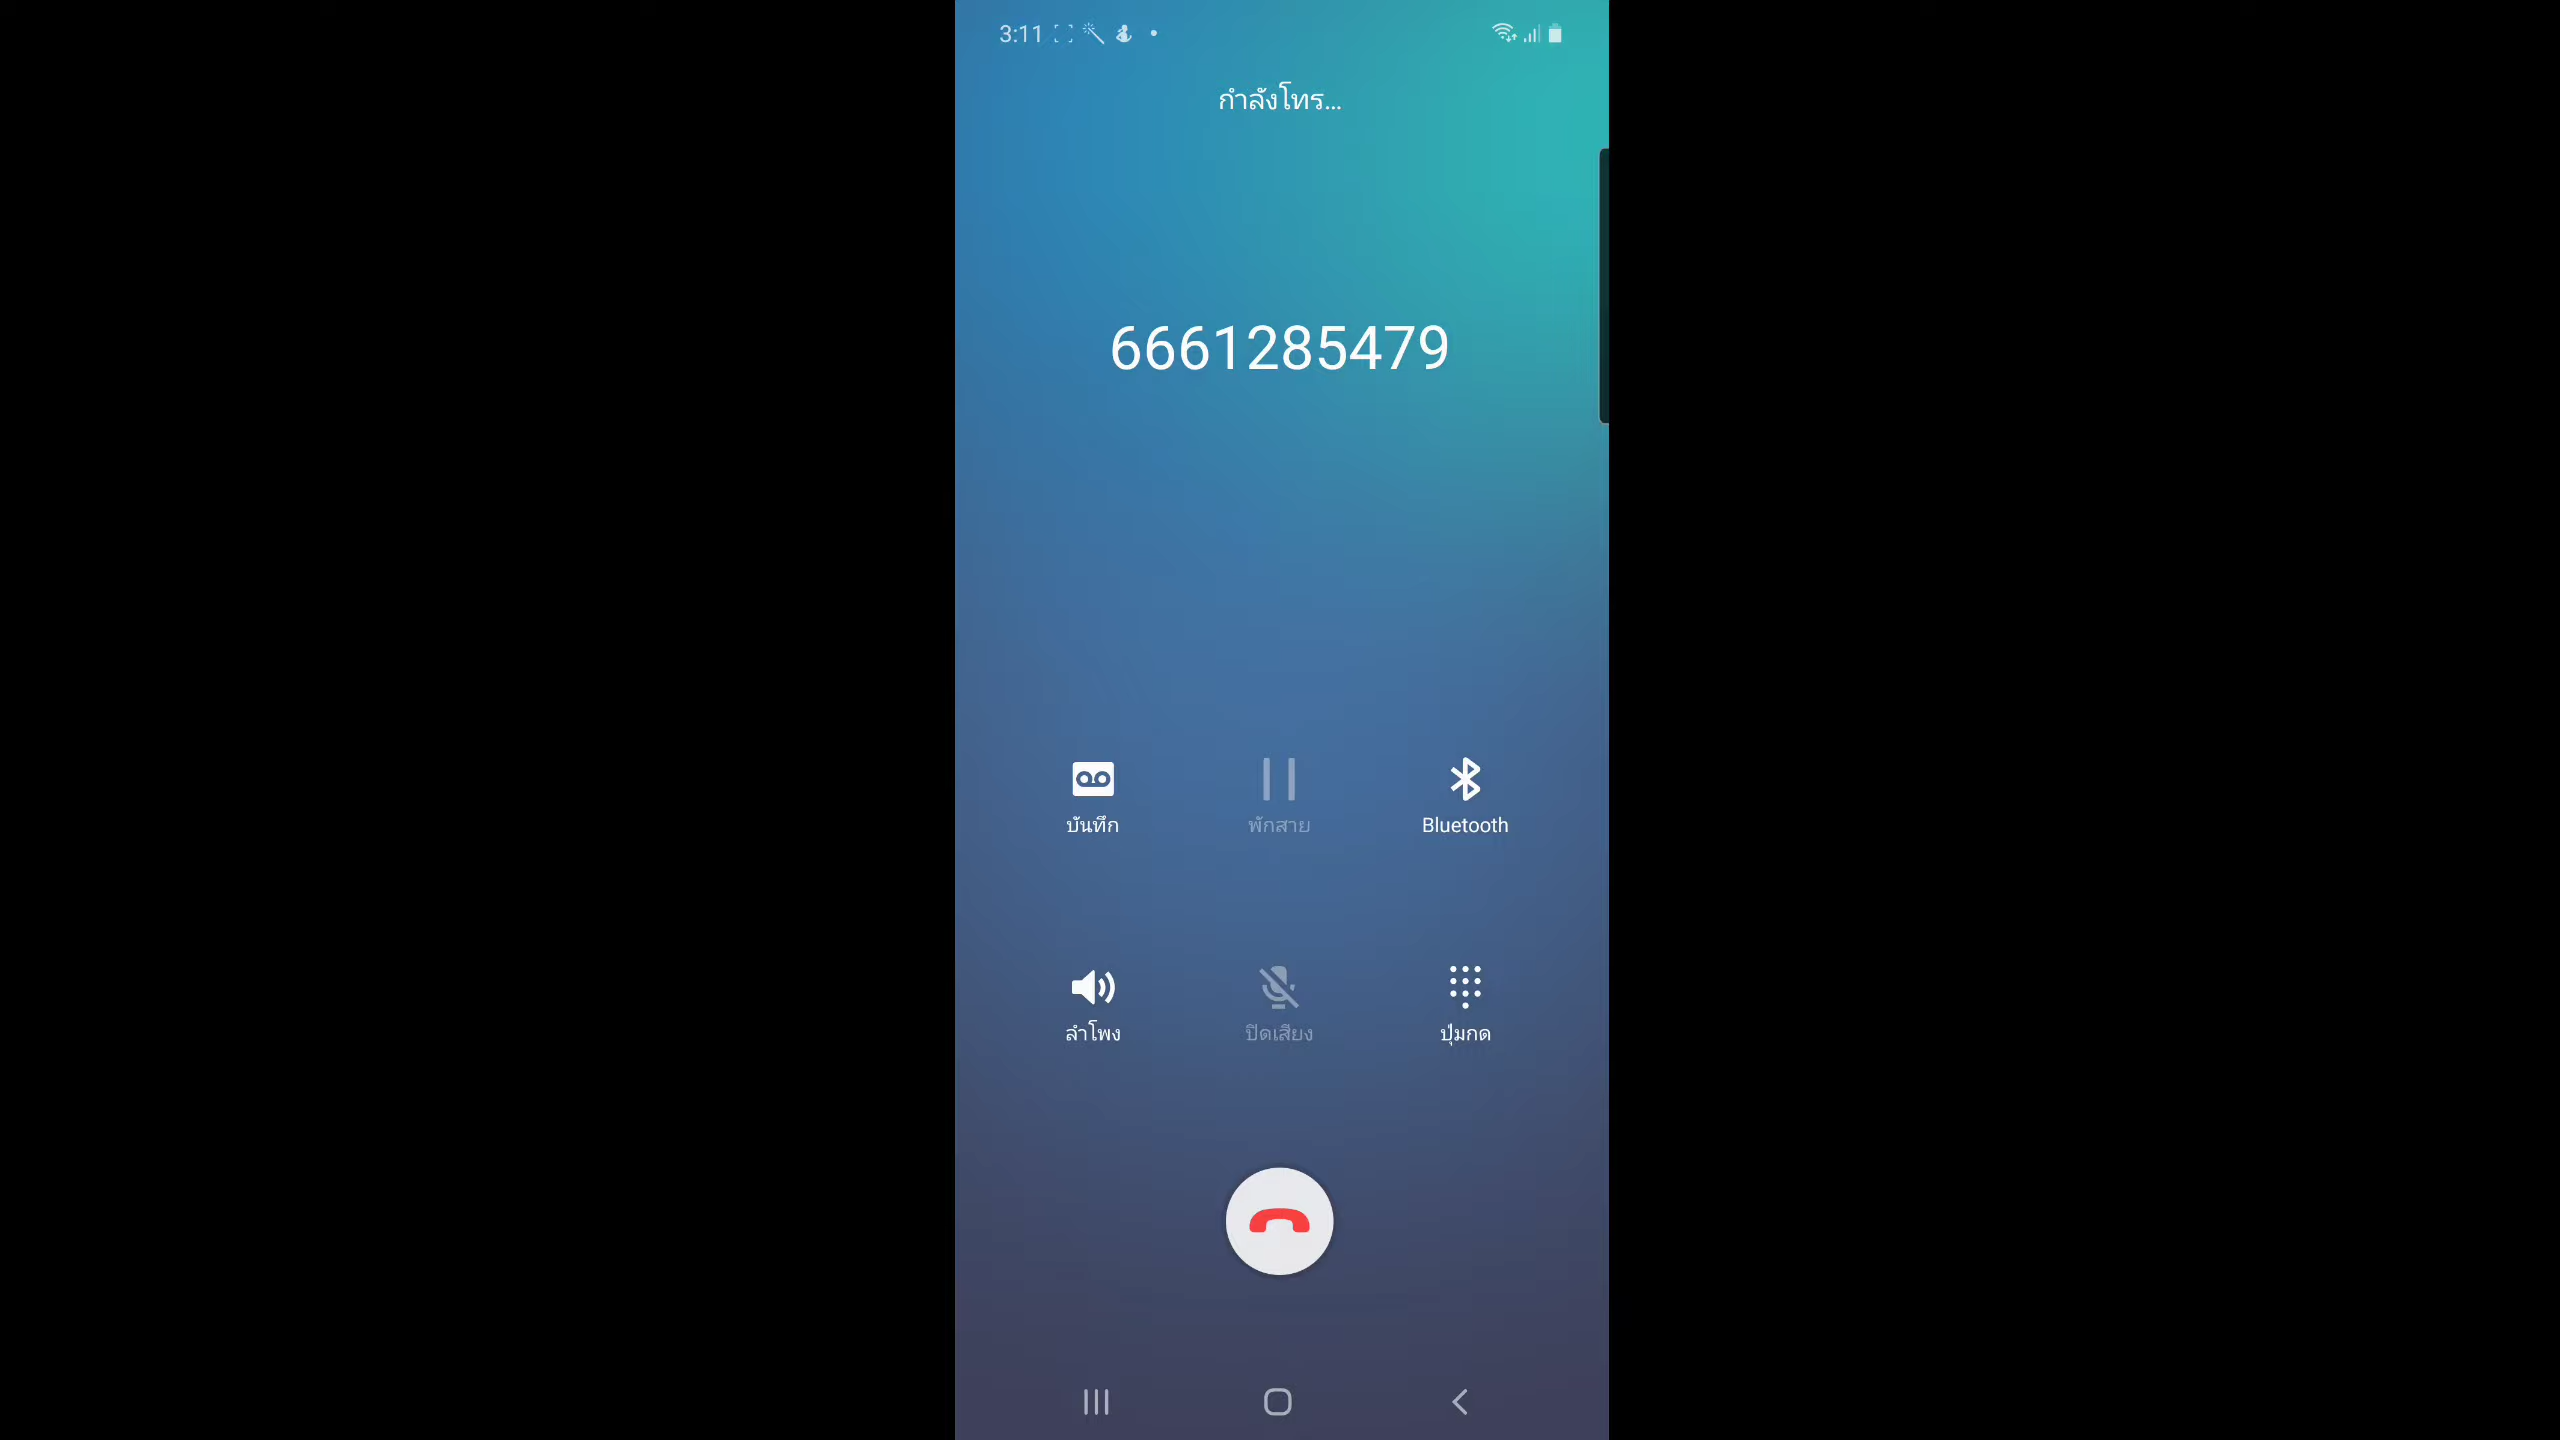 3:11
กำลังโทร...
6661285479
บันทึก
พักสาย
Bluetooth
ลำโพง
ปิดเสียง
ปุ่มกด